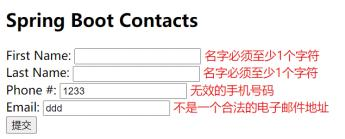 Spring Boot Contacts
First Name: 名字必须至少1个字符
Last Name: 名字必须至少1个字符
Phone #: 1233 无效的手机号码
Email: ddd 不是一个合法的电子邮件地址
提交